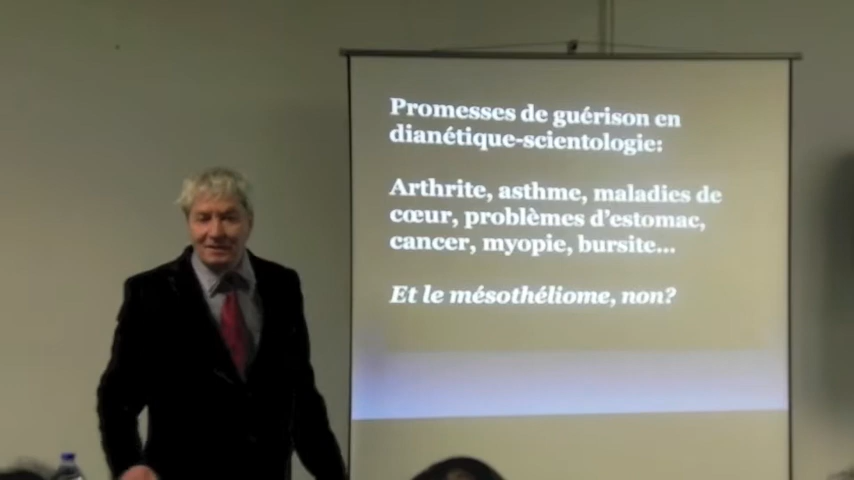 Promesses de guérison en
dianétique-scientologie:
Arthrite, asthme, maladies de
cœur, problèmes d'estomac,
cancer, myopie, bursite...
Et le mésothéliome, non?